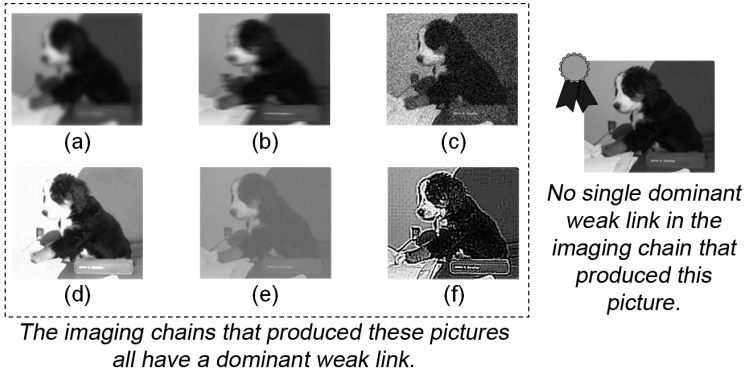 (a)
(b)
(c)
(d)
(e)
(f)
The imaging chains that produced these pictures
all have a dominant weak link.
No single dominant
weak link in the
imaging chain that
produced this
picture.